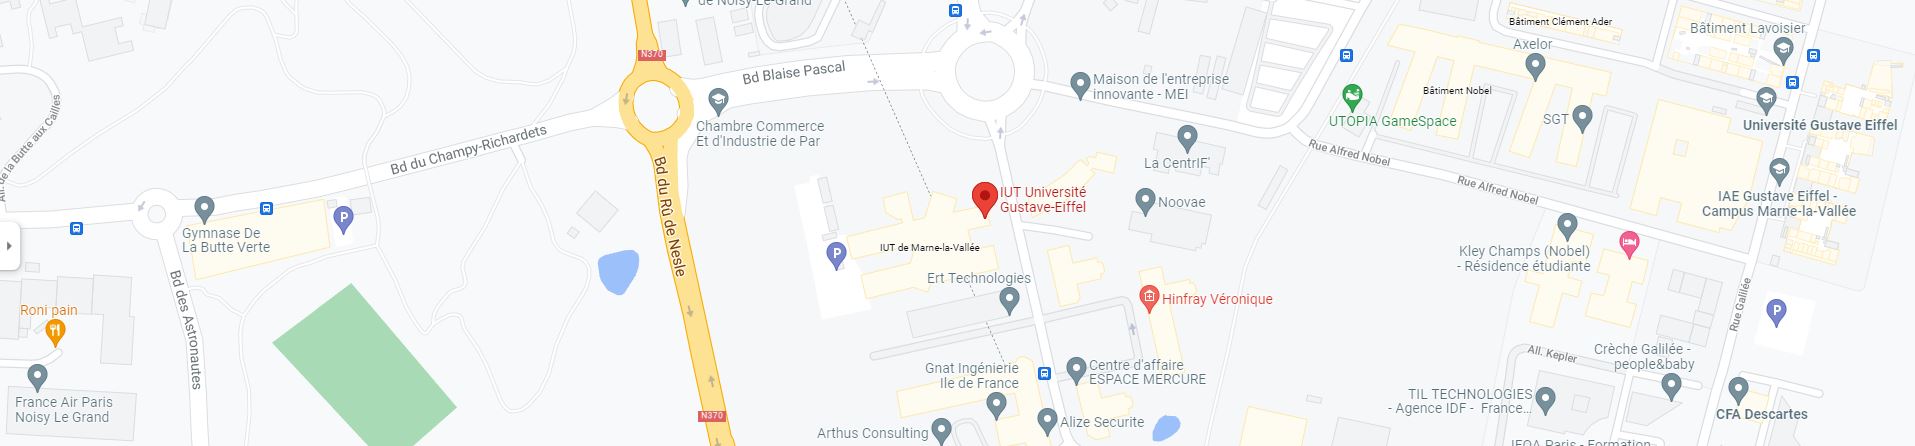 de Noisy-Le-Grand
N370
Bd Blaise Pascal
Chambre Commerce
Et d'Industrie de Par
Bd du Champy-Richardets
All. de la Butte aux Cailles
Gymnase De
La Butte Verte
P
Bd du Rû de Nesle
Bd des Astronautes
Roni pain
France Air Paris
Noisy Le Grand
N370
Maison de l'entreprise
innovante - MEI
La CentrIF'
IUT Université
Gustave-Eiffel
Noovae
IUT de Marne-la-Vallée
P
Ert Technologies
Hinfray Véronique
Gnat Ingénierie
Ile de France
Centre d'affaire
ESPACE MERCURE
Alize Securite
Arthus Consulting
Bâtiment Clément Ader
Axelor
Bâtiment Lavoisier
Bâtiment Nobel
UTOPIA GameSpace
SGT
Université Gustave Eiffel
Rue Alfred Nobel
Rue Alfred Nobel
IAE Gustave Eiffel -
Campus Marne-la-Vallée
Kley Champs (Nobel)
- Résidence étudiante
Rue Galilée
P
All. Kepler
Crèche Galilée -
people&baby
TIL TECHNOLOGIES
- Agence IDF - France...
CFA Descartes
IFOA Paris - Formation